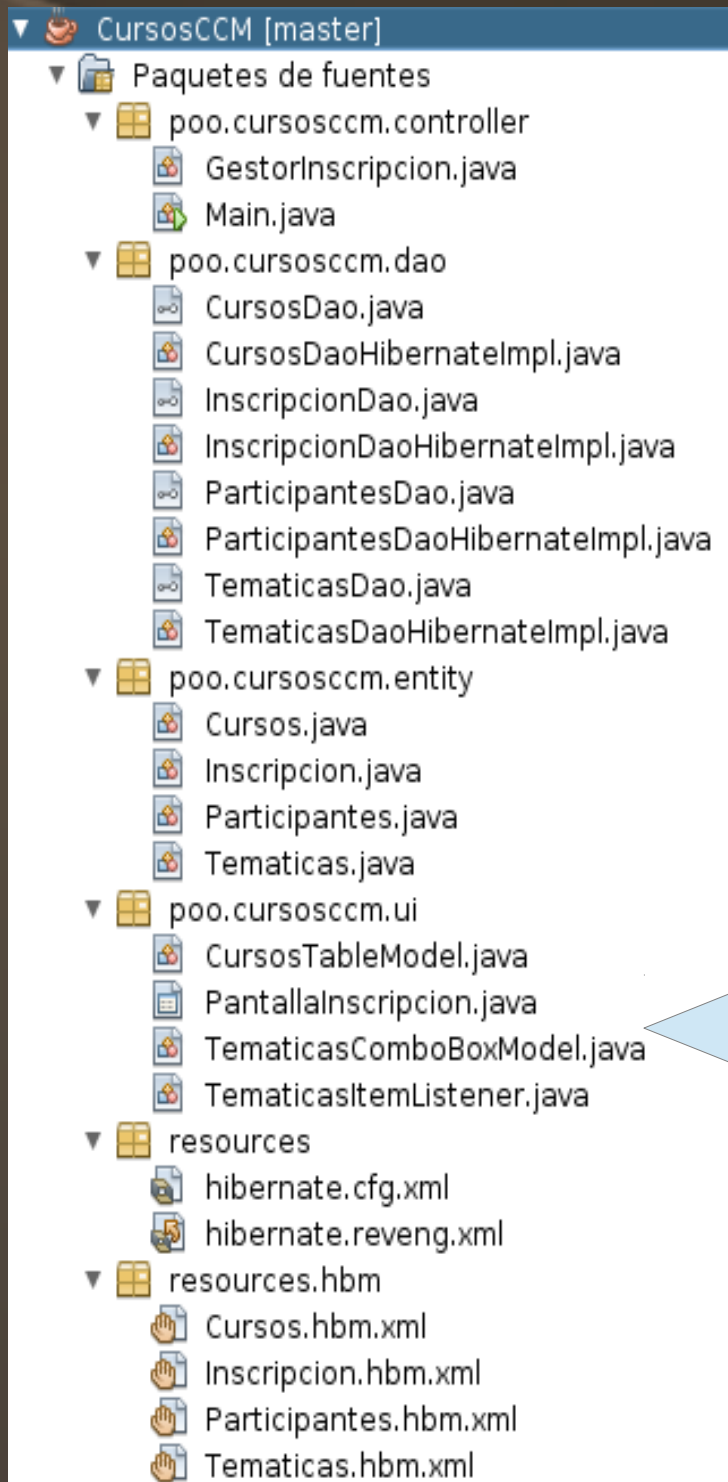 CursosCCM [master]
Paquetes de fuentes
poo.cursosccm.controller
GestorInscripcion.java
Main.java
poo.cursosccm.dao
CursosDao.java
CursosDaoHibernateImpl.java
InscripcionDao.java
InscripcionDaoHibernateImpl.java
ParticipantesDao.java
ParticipantesDaoHibernateImpl.java
TematicasDao.java
TematicasDaoHibernateImpl.java
poo.cursosccm.entity
Cursos.java
Inscripcion.java
Participantes.java
Tematicas.java
poo.cursosccm.ui
CursosTableModel.java
PantallaInscripcion.java
TematicasComboBoxModel.java
TematicasItemListener.java
resources
hibernate.cfg.xml
hibernate.reveng.xml
resources.hbm
Cursos.hbm.xml
Inscripcion.hbm.xml
Participantes.hbm.xml
Tematicas.hbm.xml